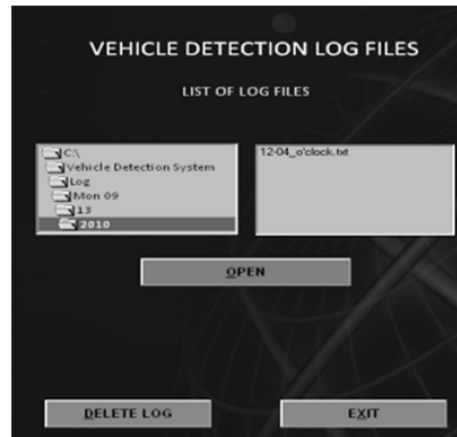 VEHICLE DETECTION LOG FILES
LIST OF LOG FILES
C:\
Vehicle Detection System
Log
Mon 09
13
2010
12-04_o'clock.txt
OPEN
DELETE LOG
EXIT